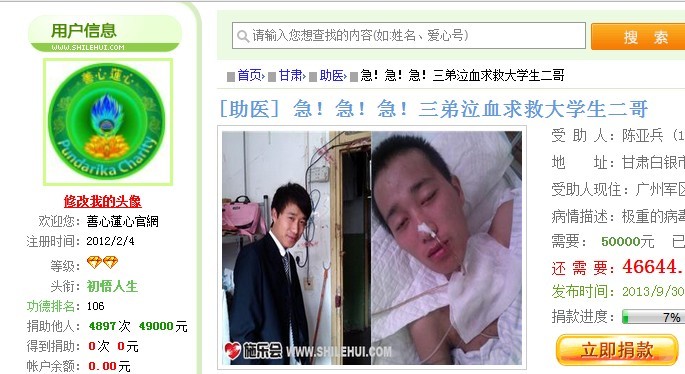 用户信息
WWW.SHILEHUI.COM
善心蓮心
Pundarika Charity
修改我的头像
欢迎您：善心蓮心官網
注册时间：2012/2/4
等级：
头衔：初悟人生
功德排名：106
捐助他人：4897次 49000元
得到捐助：0次 0元
帐户余额：0.00元
请输入您想查找的内容(如:姓名、爱心号)
搜 索
首页› 甘肃› 助医› 急！急！急！三弟泣血求救大学生二哥
[助医] 急！急！急！三弟泣血求救大学生二哥
施乐会 WWW.SHILEHUI.COM
受 助 人：陈亚兵 (1
地 址：甘肃白银市
受助人现住：广州军区
病情描述：极重的病毒
需要：50000元 已
还 需 要：46644.
发布时间：2013/9/30
捐款进度：7%
立即捐款